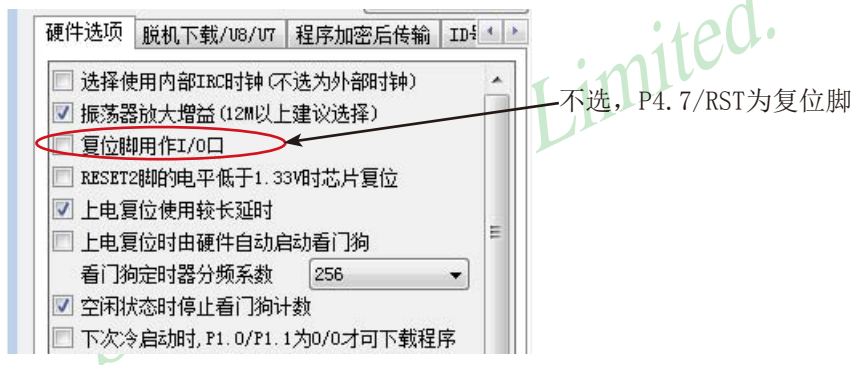 硬件选项 脱机下载/U8/U7 程序加密后传输 ID号
选择使用内部IRC时钟(不选为外部时钟)
振荡器放大增益(12M以上建议选择)
不选，P4.7/RST为复位脚
复位脚用作I/O口
RESET2脚的电平低于1.33V时芯片复位
上电复位使用较长延时
上电复位时由硬件自动启动看门狗
看门狗定时器分频系数 256
空闲状态时停止看门狗计数
下次冷启动时,P1.0/P1.1为0/0才可下载程序
Limited.